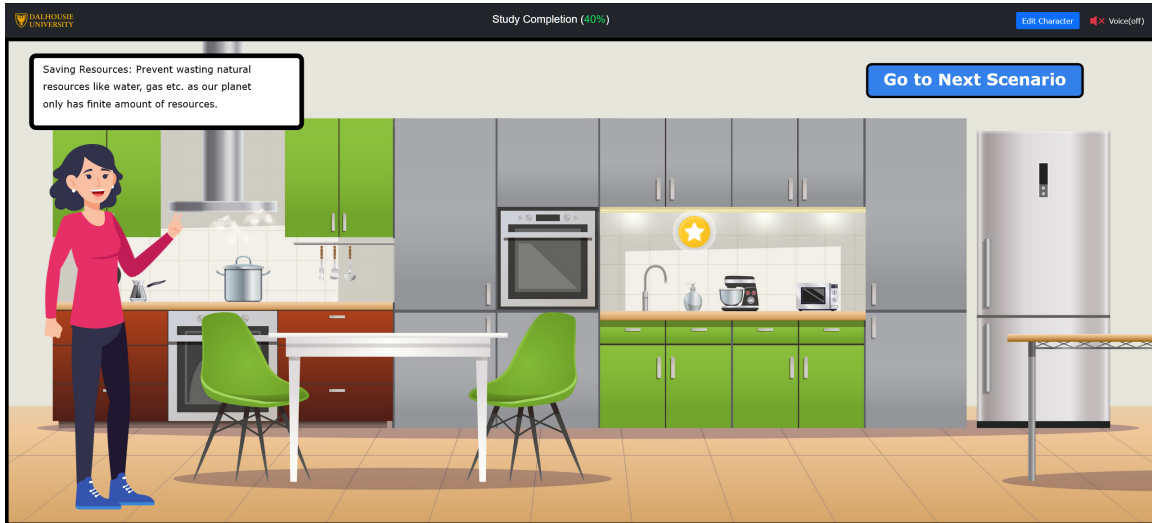 DALHOUSIE
UNIVERSITY
Study Completion (40%)
Edit Character
Voice(off)
Saving Resources: Prevent wasting natural
resources like water, gas etc. as our planet
only has finite amount of resources.
Go to Next Scenario